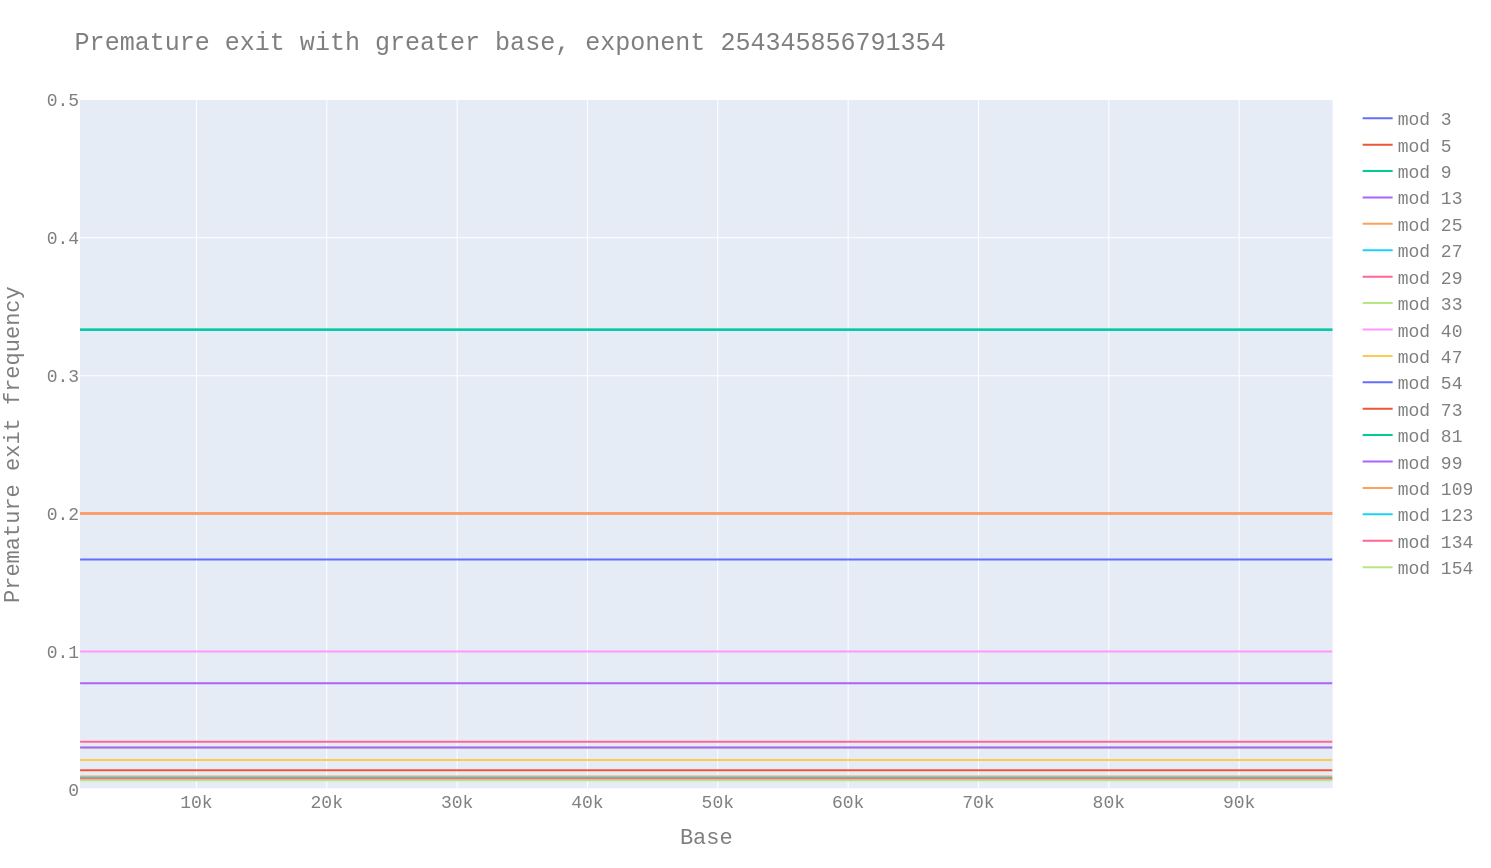 Premature exit with greater base, exponent 254345856791354
Premature exit frequency
0.5
0.4
0.3
0.2
0.1
0
10k
20k
30k
40k
50k
60k
70k
80k
90k
Base
mod 3
mod 5
mod 9
mod 13
mod 25
mod 27
mod 29
mod 33
mod 40
mod 47
mod 54
mod 73
mod 81
mod 99
mod 109
mod 123
mod 134
mod 154